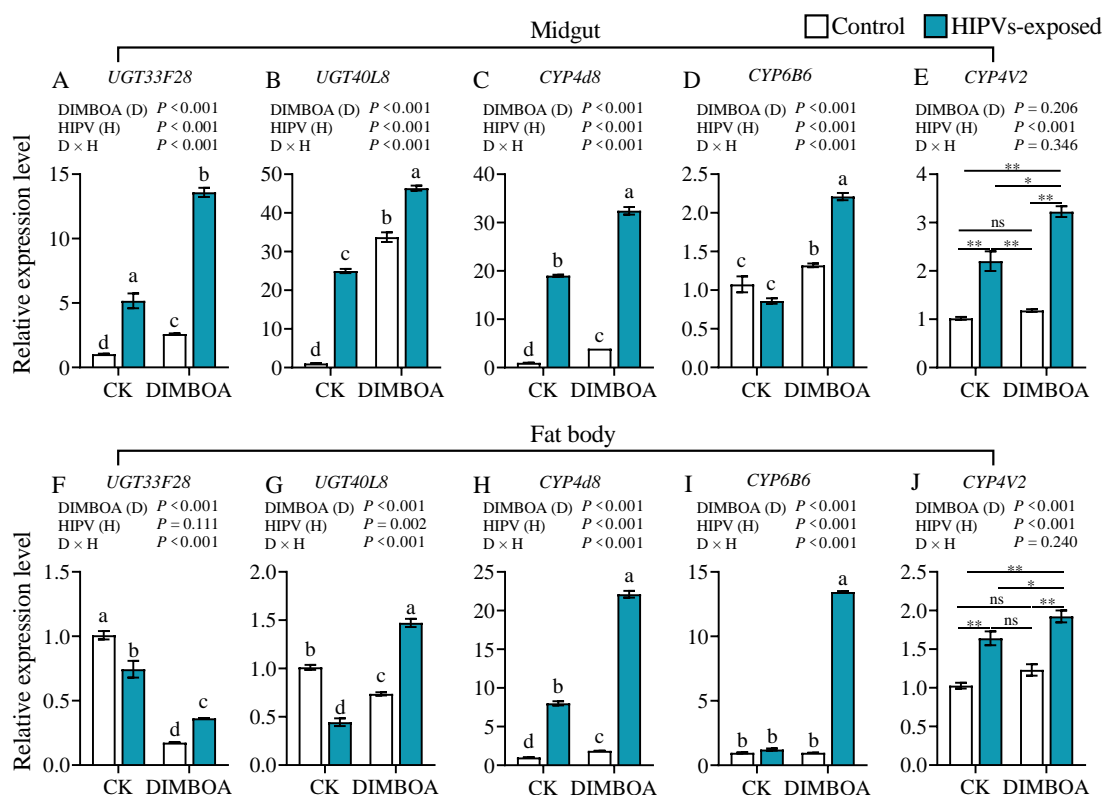 Control HIPVs-exposed
Midgut
A UGT33F28 B UGT40L8 C CYP4d8 D CYP6B6 E CYP4V2
DIMBOA (D) P < 0.001 DIMBOA (D) P < 0.001 DIMBOA (D) P < 0.001 DIMBOA (D) P < 0.001 DIMBOA (D) P = 0.206
HIPV (H) P < 0.001 HIPV (H) P < 0.001 HIPV (H) P < 0.001 HIPV (H) P < 0.001 HIPV (H) P < 0.001
D × H P < 0.001 D × H P < 0.001 D × H P < 0.001 D × H P < 0.001 D × H P = 0.346
Relative expression level
15 10 5 0
d a c b
CK DIMBOA
50 40 30 20 10 0
d c b a
CK DIMBOA
40 30 20 10 0
d b c a
CK DIMBOA
2.5 2.0 1.5 1.0 0.5 0.0
c c b a
CK DIMBOA
4 3 2 1 0
**
*
**
ns
** **
CK DIMBOA
Fat body
F UGT33F28 G UGT40L8 H CYP4d8 I CYP6B6 J CYP4V2
DIMBOA (D) P < 0.001 DIMBOA (D) P < 0.001 DIMBOA (D) P < 0.001 DIMBOA (D) P < 0.001 DIMBOA (D) P < 0.001
HIPV (H) P = 0.111 HIPV (H) P = 0.002 HIPV (H) P < 0.001 HIPV (H) P < 0.001 HIPV (H) P < 0.001
D × H P < 0.001 D × H P < 0.001 D × H P < 0.001 D × H P < 0.001 D × H P = 0.240
Relative expression level
1.5 1.0 0.5 0.0
a b d c
CK DIMBOA
2.0 1.5 1.0 0.5 0.0
b d c a
CK DIMBOA
25 20 15 10 5 0
d b c a
CK DIMBOA
15 10 5 0
b b b a
CK DIMBOA
2.5 2.0 1.5 1.0 0.5 0.0
**
*
ns **
** ns
CK DIMBOA